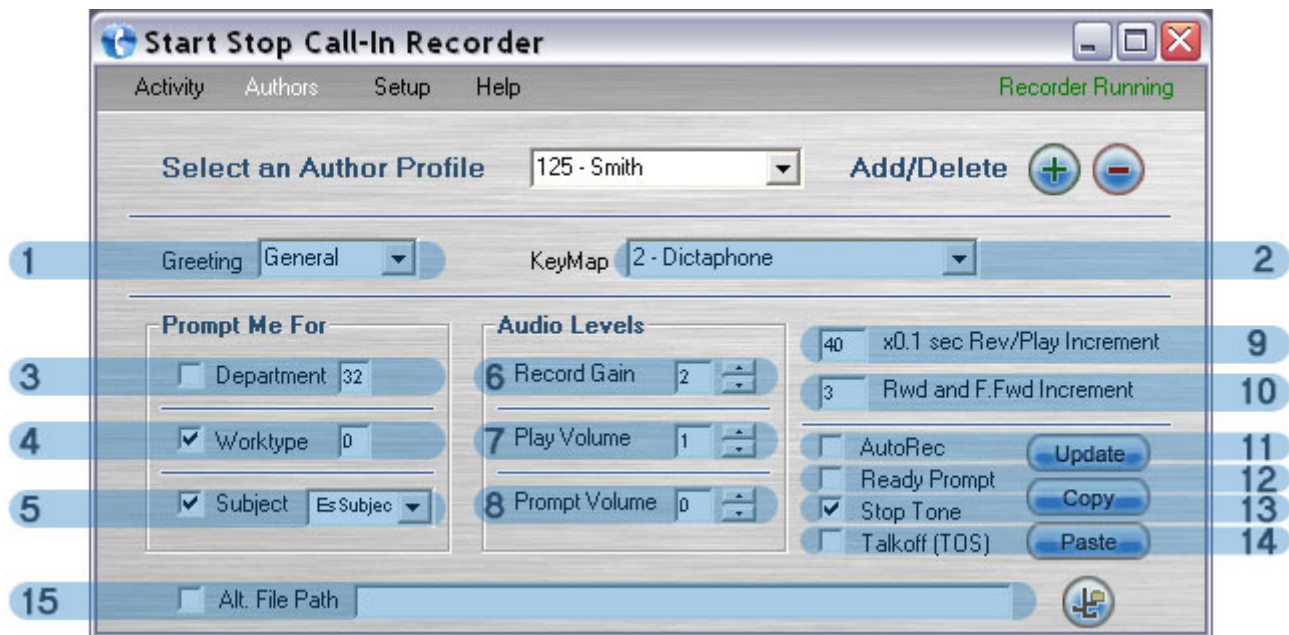 Start Stop Call-In Recorder
Activity Authors Setup Help Recorder Running
Select an Author Profile 125 - Smith Add/Delete
1 Greeting General KeyMap 2 - Dictaphone 2
Prompt Me For Audio Levels
40 x0.1 sec Rev/Play Increment 9
3 Department 32 6 Record Gain 2
3 Rwd and F.Fwd Increment 10
4 Worktype 0 7 Play Volume 1
AutoRec Update 11
Ready Prompt 12
5 Subject EsSubjec 8 Prompt Volume 0
Copy
Stop Tone 13
Talkoff (TOS) Paste 14
15 Alt. File Path